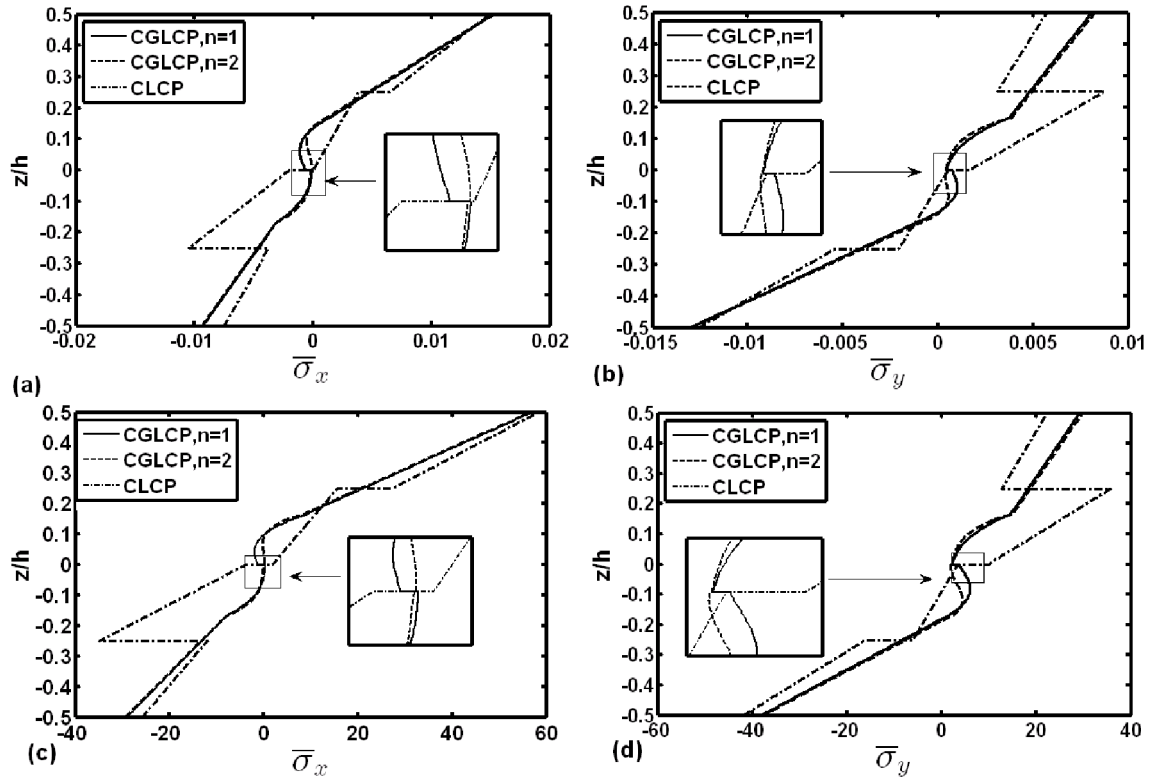 0.5
0.4
0.3
0.2
0.1
0
-0.1
-0.2
-0.3
-0.4
-0.5
z/h
CGLCP,n=1
CGLCP,n=2
CLCP
-0.02
-0.01
0
0.01
0.02
σ̅x
(a)
0.5
0.4
0.3
0.2
0.1
0
-0.1
-0.2
-0.3
-0.4
-0.5
z/h
CGLCP,n=1
CGLCP,n=2
CLCP
-0.015
-0.01
-0.005
0
0.005
0.01
σ̅y
(b)
0.5
0.4
0.3
0.2
0.1
0
-0.1
-0.2
-0.3
-0.4
-0.5
z/h
CGLCP,n=1
CGLCP,n=2
CLCP
-40
-20
0
20
40
60
σ̅x
(c)
0.5
0.4
0.3
0.2
0.1
0
-0.1
-0.2
-0.3
-0.4
-0.5
z/h
CGLCP,n=1
CGLCP,n=2
CLCP
-60
-40
-20
0
20
40
σ̅y
(d)